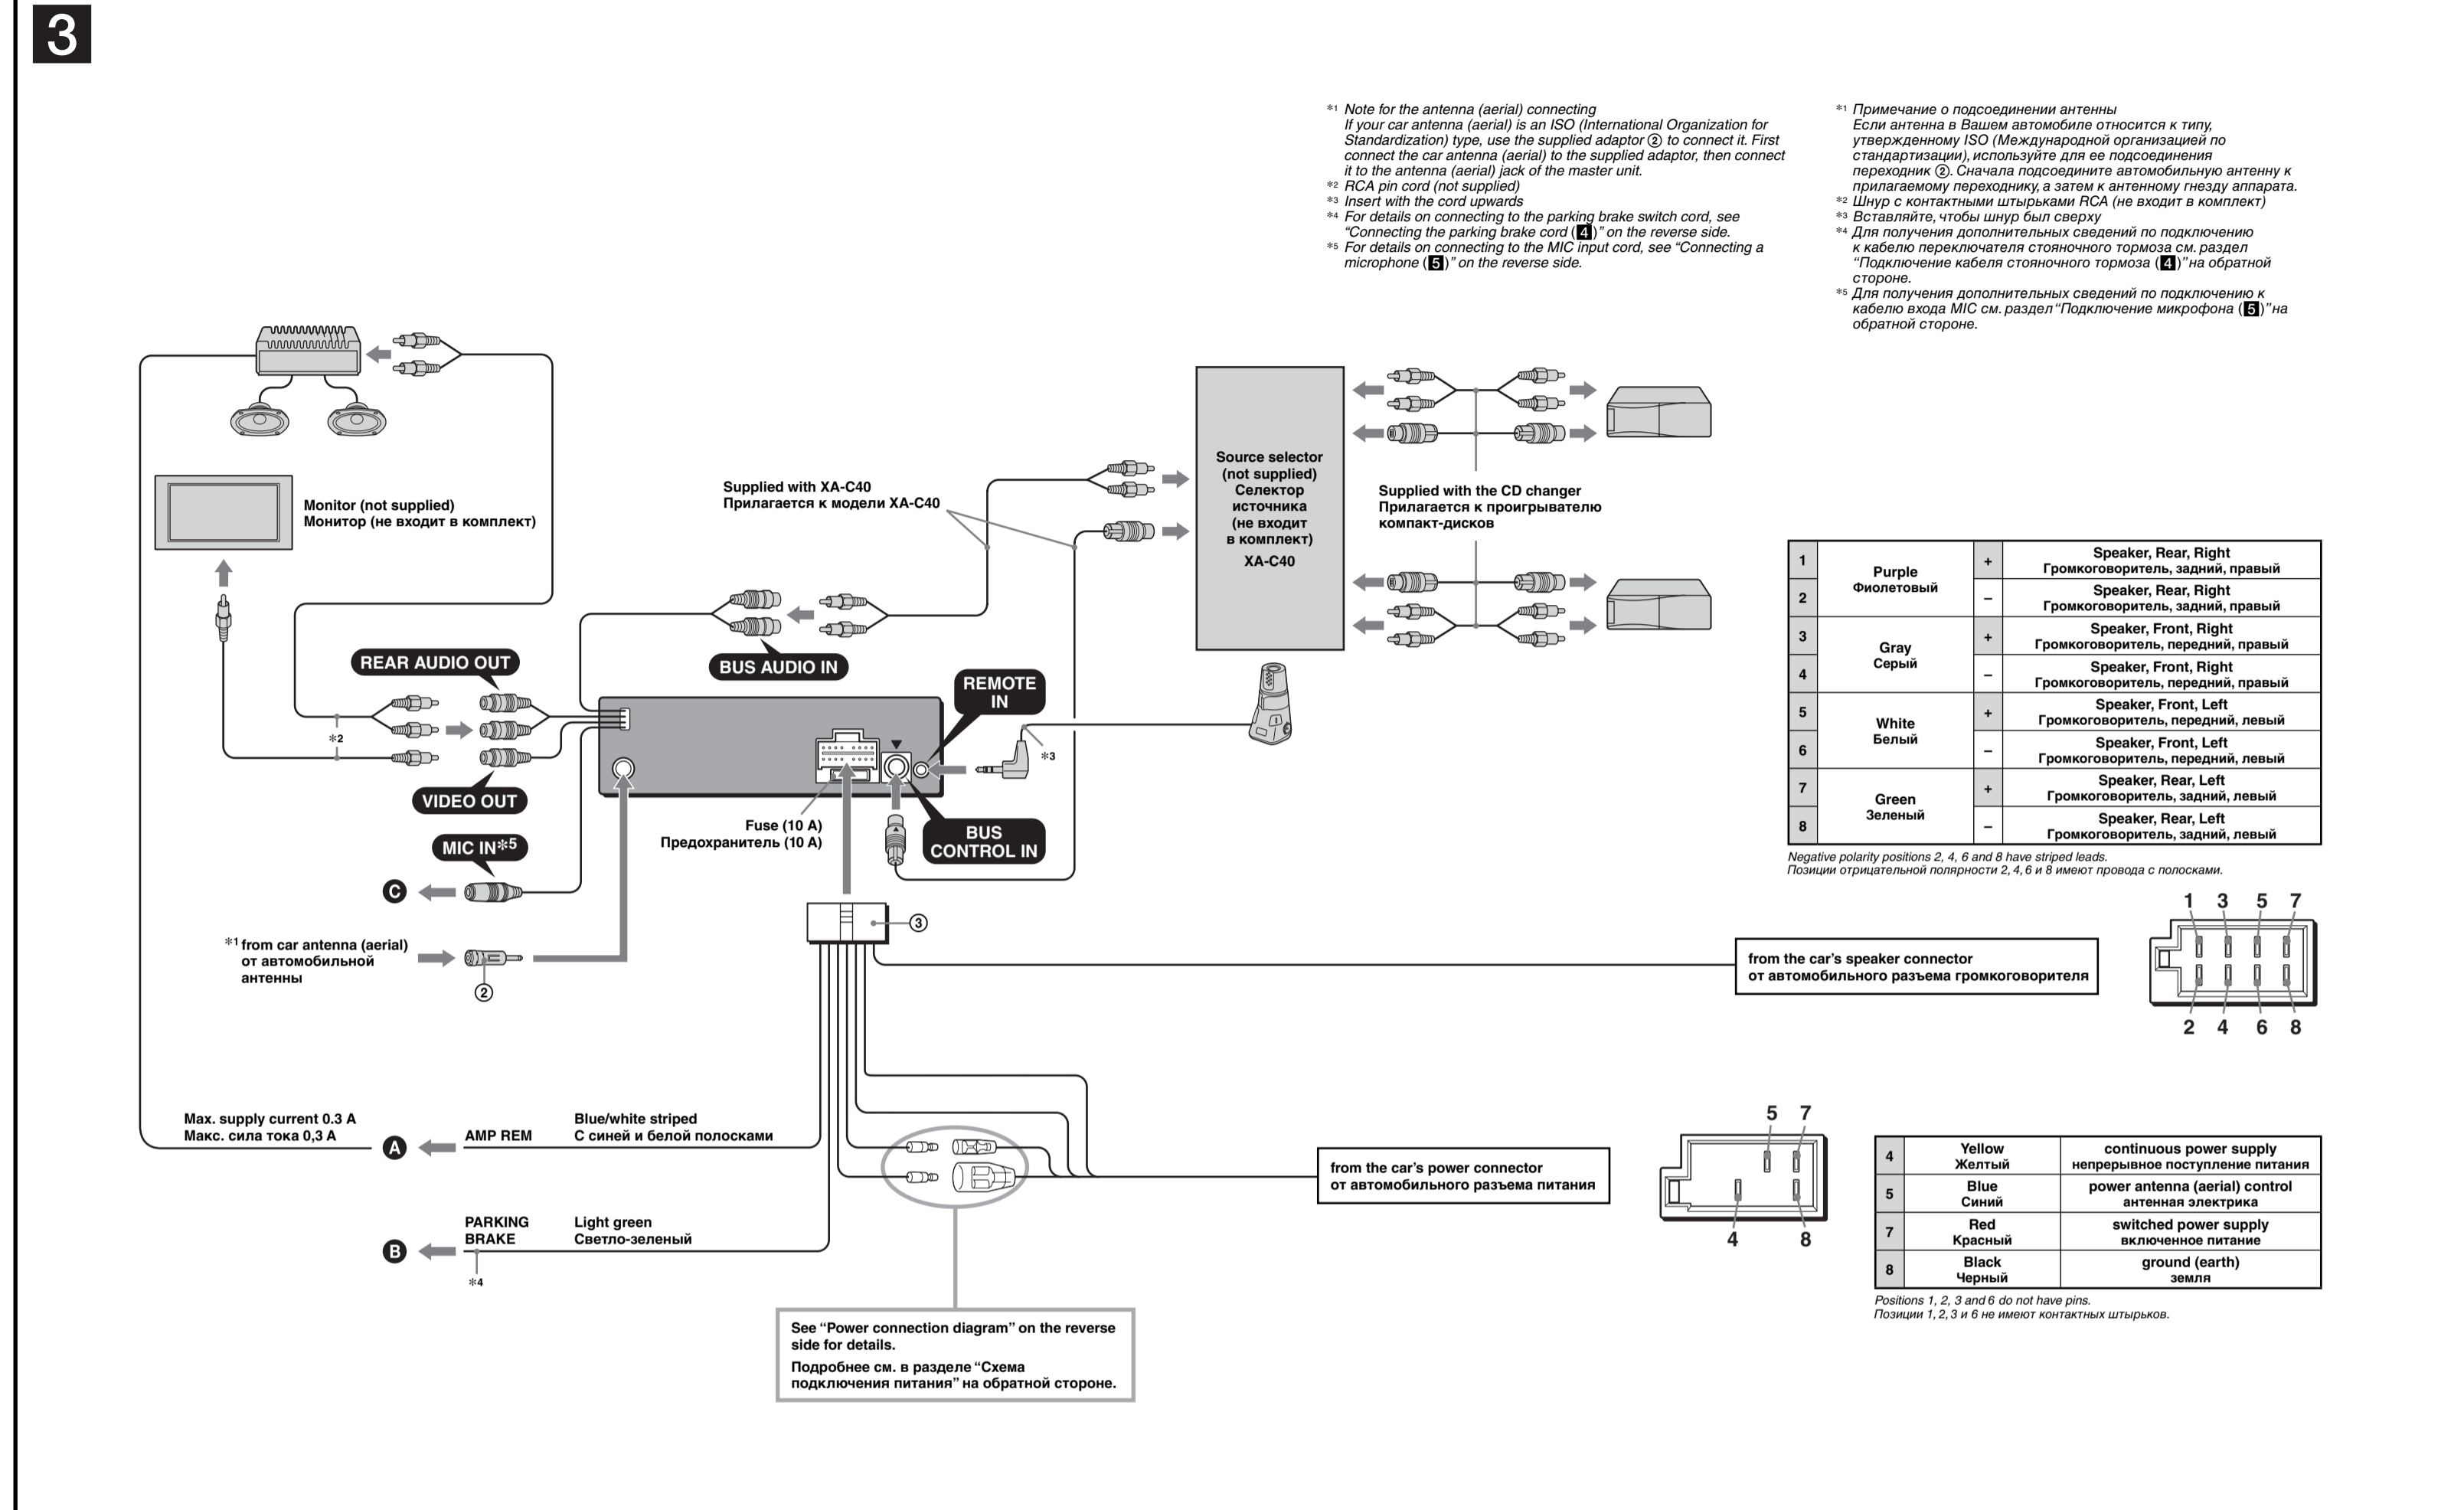 3
*1 Note for the antenna (aerial) connecting
If your car antenna (aerial) is an ISO (International Organization for
Standardization) type, use the supplied adaptor ② to connect it. First
connect the car antenna (aerial) to the supplied adaptor, then connect
it to the antenna (aerial) jack of the master unit.
*2 RCA pin cord (not supplied)
*3 Insert with the cord upwards
*4 For details on connecting to the parking brake switch cord, see
“Connecting the parking brake cord (4)” on the reverse side.
*5 For details on connecting to the MIC input cord, see “Connecting a
microphone (5)” on the reverse side.
*1 Примечание о подсоединении антенны
Если антенна в Вашем автомобиле относится к типу,
утвержденному ISO (Международной организацией по
стандартизации), используйте для ее подсоединения
переходник ②. Сначала подсоедините автомобильную антенну к
прилагаемому переходнику, а затем к антенному гнезду аппарата.
*2 Шнур с контактными штырьками RCA (не входит в комплект)
*3 Вставляйте, чтобы шнур был сверху
*4 Для получения дополнительных сведений по подключению
к кабелю переключателя стояночного тормоза см. раздел
“Подключение кабеля стояночного тормоза (4)” на обратной
стороне.
*5 Для получения дополнительных сведений по подключению к
кабелю входа MIC см. раздел “Подключение микрофона (5)” на
обратной стороне.
Monitor (not supplied)
Монитор (не входит в комплект)
Supplied with XA-C40
Прилагается к модели XA-C40
Source selector
(not supplied)
Селектор
источника
(не входит
в комплект)
XA-C40
Supplied with the CD changer
Прилагается к проигрывателю
компакт-дисков
REAR AUDIO OUT
BUS AUDIO IN
REMOTE
IN
*2
*3
VIDEO OUT
Fuse (10 A)
Предохранитель (10 A)
BUS
CONTROL IN
MIC IN*5
C
③
*1 from car antenna (aerial)
от автомобильной
антенны
②
1 Purple + Speaker, Rear, Right
Фиолетовый Громкоговоритель, задний, правый
2 – Speaker, Rear, Right
Громкоговоритель, задний, правый
3 Gray + Speaker, Front, Right
Серый Громкоговоритель, передний, правый
4 – Speaker, Front, Right
Громкоговоритель, передний, правый
5 White + Speaker, Front, Left
Белый Громкоговоритель, передний, левый
6 – Speaker, Front, Left
Громкоговоритель, передний, левый
7 Green + Speaker, Rear, Left
Зеленый Громкоговоритель, задний, левый
8 – Speaker, Rear, Left
Громкоговоритель, задний, левый
Negative polarity positions 2, 4, 6 and 8 have striped leads.
Позиции отрицательной полярности 2, 4, 6 и 8 имеют провода с полосками.
from the car’s speaker connector
от автомобильного разъема громкоговорителя
1 3 5 7
2 4 6 8
Max. supply current 0.3 A
Макс. сила тока 0,3 A
A
AMP REM
Blue/white striped
С синей и белой полосками
PARKING
BRAKE
Light green
Светло-зеленый
B
*4
from the car’s power connector
от автомобильного разъема питания
5 7
4 8
4 Yellow continuous power supply
Желтый непрерывное поступление питания
5 Blue power antenna (aerial) control
Синий антенная электрика
7 Red switched power supply
Красный включенное питание
8 Black ground (earth)
Черный земля
Positions 1, 2, 3 and 6 do not have pins.
Позиции 1, 2, 3 и 6 не имеют контактных штырьков.
See “Power connection diagram” on the reverse
side for details.
Подробнее см. в разделе “Схема
подключения питания” на обратной стороне.